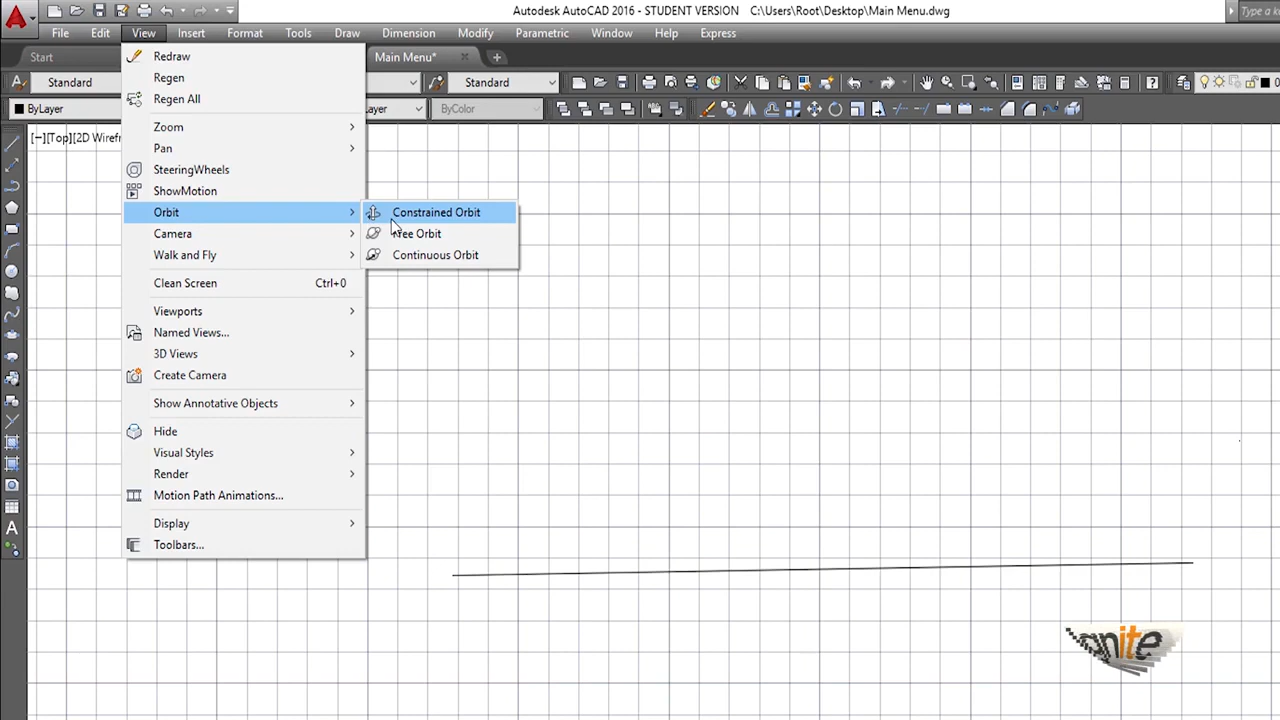 Autodesk AutoCAD 2016 - STUDENT VERSION C:\Users\Root\Desktop\Main Menu.dwg
Type a k
File Edit View Insert Format Tools Draw Dimension Modify Parametric Window Help Express
Start
Main Menu*
Standard
Standard
ByLayer
Layer
ByColor
0
[−][Top][2D Wirefr
Redraw
Regen
Regen All
Zoom
Pan
SteeringWheels
ShowMotion
Orbit
Camera
Walk and Fly
Clean Screen Ctrl+0
Viewports
Named Views...
3D Views
Create Camera
Show Annotative Objects
Hide
Visual Styles
Render
Motion Path Animations...
Display
Toolbars...
Constrained Orbit
Free Orbit
Continuous Orbit
A
A